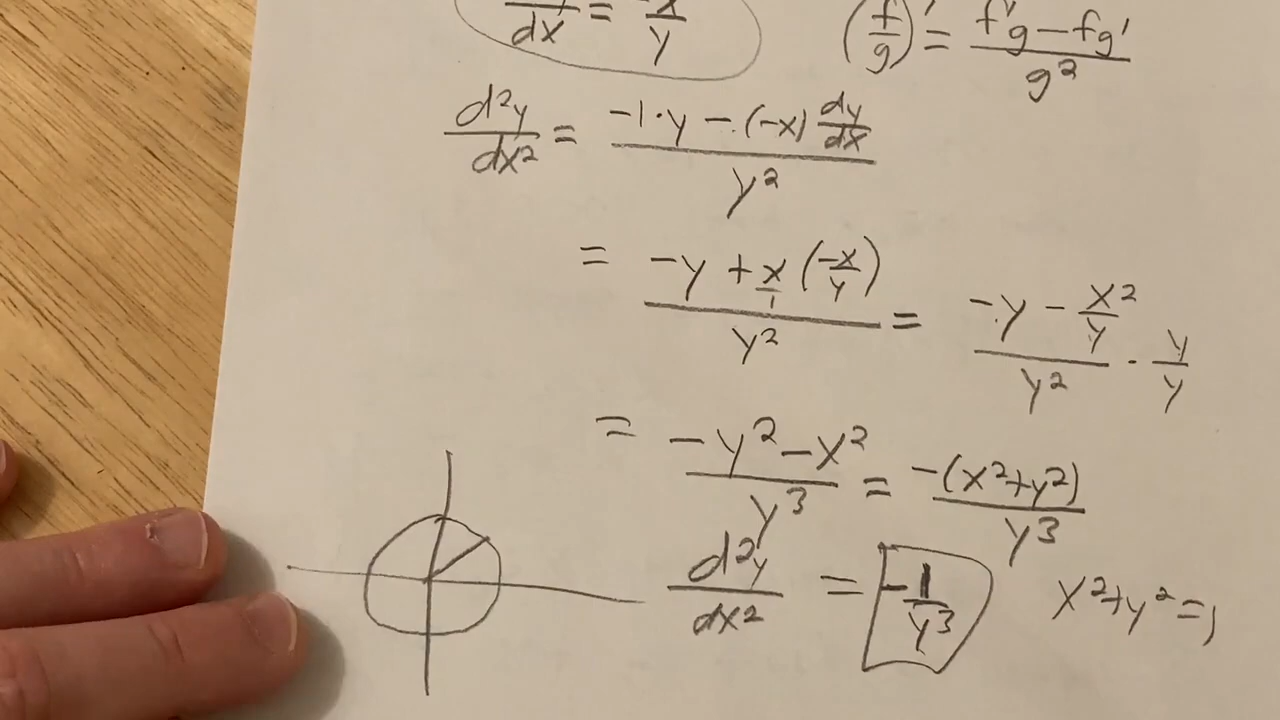 dy/dx = -x/y
(f/g)' = (f'g - fg')/g²
d²y/dx² = (-1·y - (-x) dy/dx)/y²
= (-y + x/1 (-x/y))/y² = (-y - x²/y)/y² · y/y
= (-y² - x²)/y³ = -(x² + y²)/y³
d²y/dx² = -1/y³
x² + y² = 1